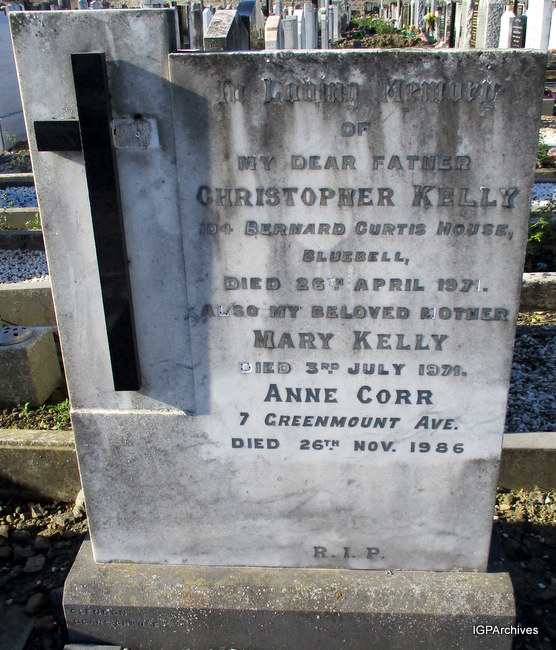 In Loving Memory
OF
MY DEAR FATHER
CHRISTOPHER KELLY
104 BERNARD CURTIS HOUSE,
BLUEBELL,
DIED 26TH APRIL 1971.
ALSO MY BELOVED MOTHER
MARY KELLY
DIED 3RD JULY 1971.
ANNE CORR
7 GREENMOUNT AVE.
DIED 26TH NOV. 1986
R.I.P.
IGPArchives